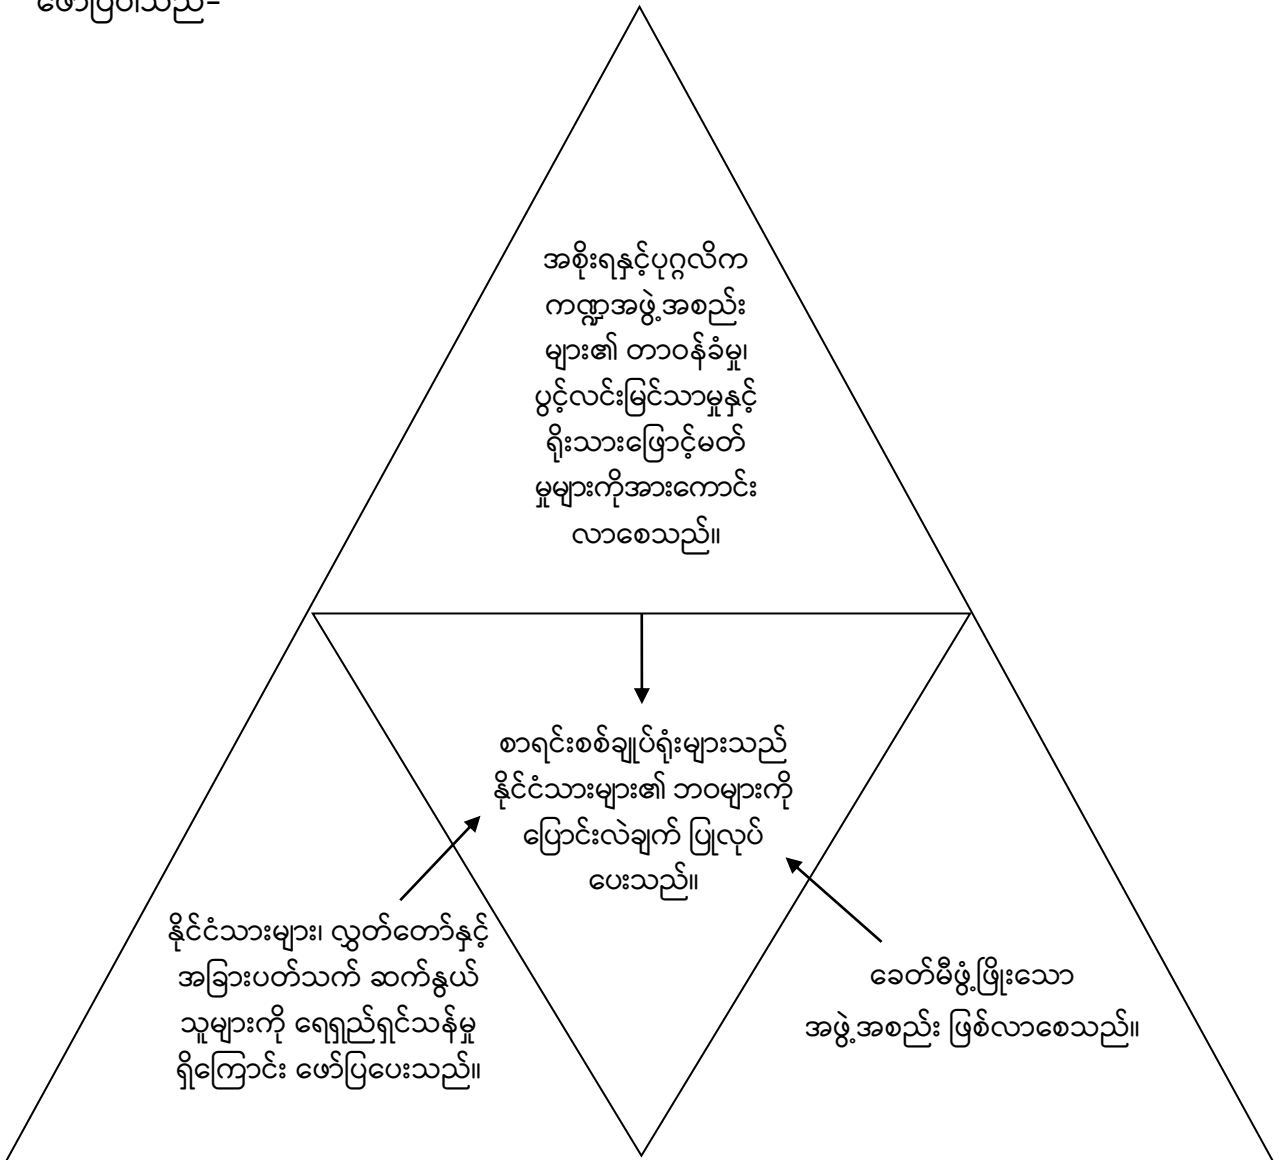 ဖော်ပြပါသည်–
အစိုးရနှင့်ပုဂ္ဂလိက
ကဏ္ဍအဖွဲ့အစည်း
များ၏ တာဝန်ခံမှု၊
ပွင့်လင်းမြင်သာမှုနှင့်
ရိုးသားဖြောင့်မတ်
မှုများကိုအားကောင်း
လာစေသည်။
စာရင်းစစ်ချုပ်ရုံးများသည်
နိုင်ငံသားများ၏ ဘဝများကို
ပြောင်းလဲချက် ပြုလုပ်
ပေးသည်။
နိုင်ငံသားများ၊ လွှတ်တော်နှင့်
အခြားပတ်သက် ဆက်နွယ်
သူများကို ရေရှည်ရှင်သန်မှု
ရှိကြောင်း ဖော်ပြပေးသည်။
ခေတ်မီဖွံ့ဖြိုးသော
အဖွဲ့အစည်း ဖြစ်လာစေသည်။